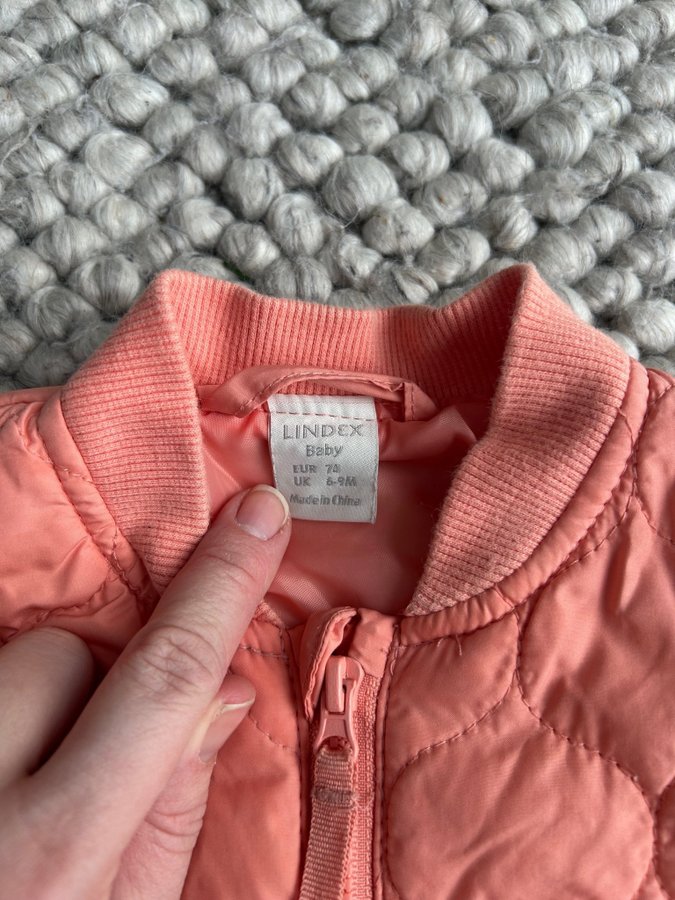 LINDEX
Baby
EUR 74
UK 6-9M
Made in China